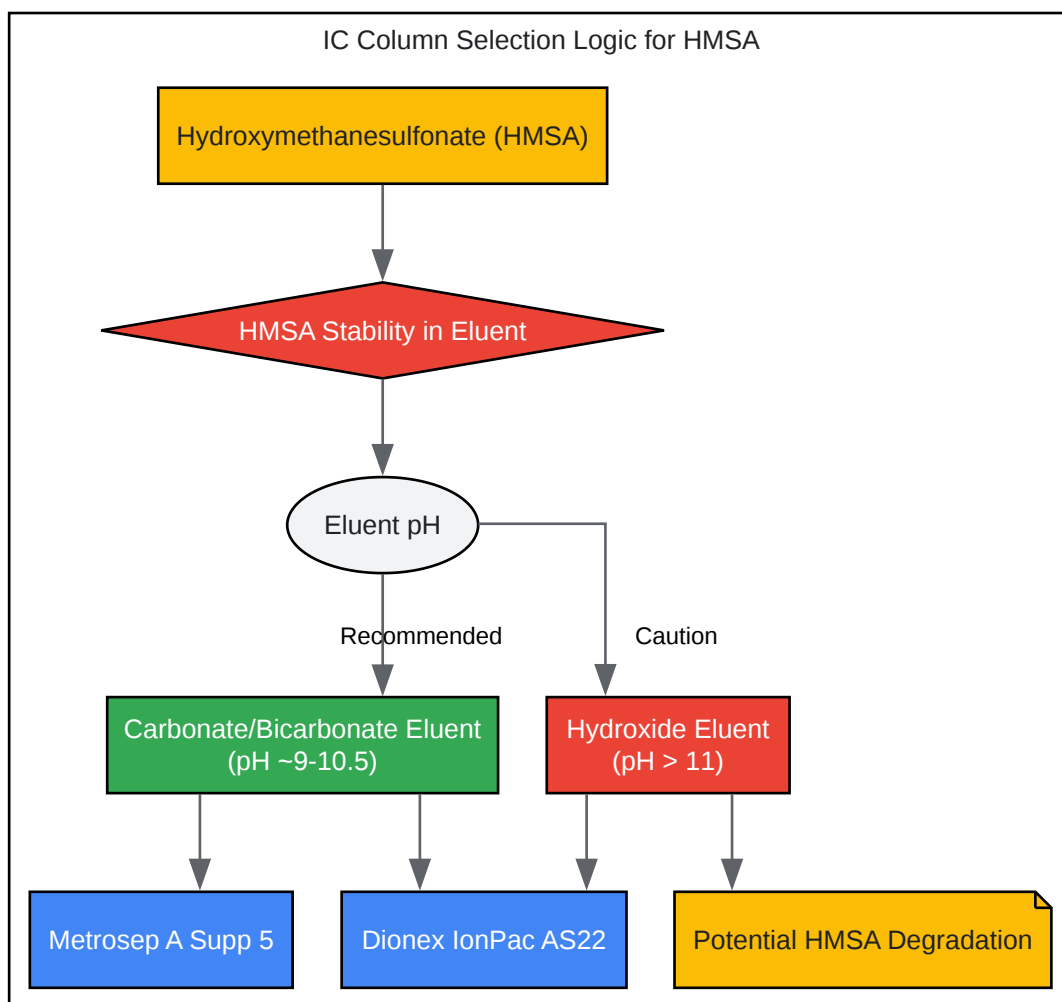 IC Column Selection Logic for HMSA
Hydroxymethanesulfonate (HMSA)
HMSA Stability in Eluent
Eluent pH
Recommended
Caution
Carbonate/Bicarbonate Eluent
(pH ~9-10.5)
Hydroxide Eluent
(pH > 11)
Metrosep A Supp 5
Dionex IonPac AS22
Potential HMSA Degradation